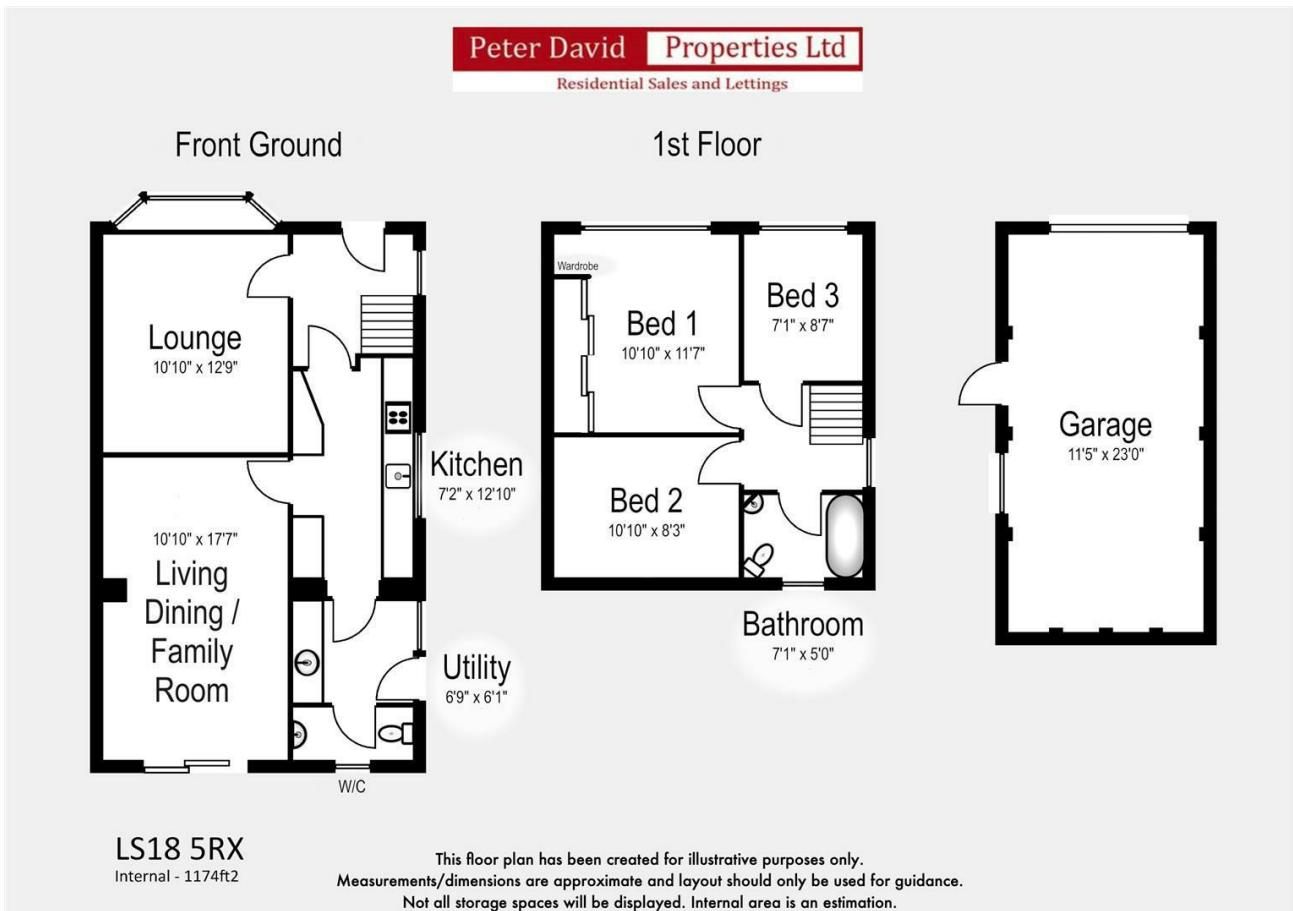 Peter David Properties Ltd
Residential Sales and Lettings
Front Ground
1st Floor
Lounge
10'10" x 12'9"
Kitchen
7'2" x 12'10"
10'10" x 17'7"
Living
Dining /
Family
Room
Utility
6'9" x 6'1"
W/C
Wardrobe
Bed 1
10'10" x 11'7"
Bed 3
7'1" x 8'7"
Bed 2
10'10" x 8'3"
Bathroom
7'1" x 5'0"
Garage
11'5" x 23'0"
LS18 5RX
Internal - 1174ft2
This floor plan has been created for illustrative purposes only.
Measurements/dimensions are approximate and layout should only be used for guidance.
Not all storage spaces will be displayed. Internal area is an estimation.